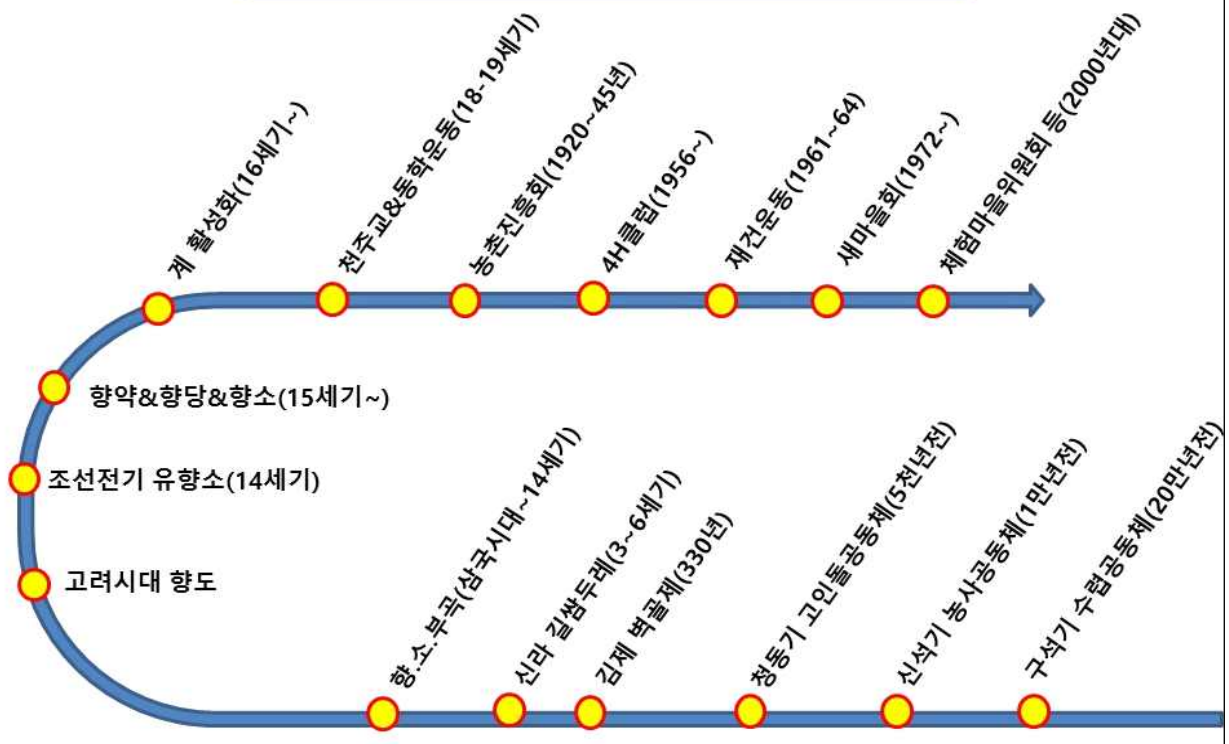 계 활성화(16세기~)
천주교&동학운동(18-19세기)
농촌진흥회(1920~45년)
4H클럽(1956~)
재건운동(1961~64)
새마을회(1972~)
체험마을위원회 등(2000년대)
향약&향당&향소(15세기~)
조선전기 유향소(14세기)
고려시대 향도
향.소.부곡(삼국시대~14세기)
신라 길쌈두레(3~6세기)
김제 벽골제(330년)
청동기 고인돌공동체(5천년전)
신석기 농사공동체(1만년전)
구석기 수렵공동체(20만년전)